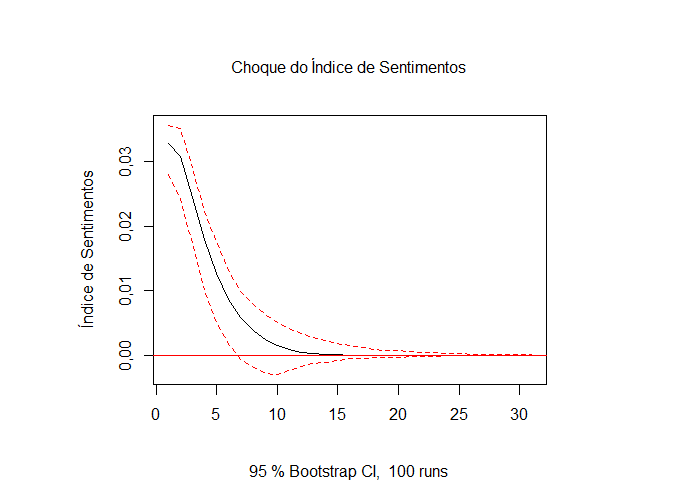 Choque do Índice de Sentimentos
Índice de Sentimentos
0,03
0,02
0,01
0,00
0 5 10 15 20 25 30
95 % Bootstrap CI, 100 runs